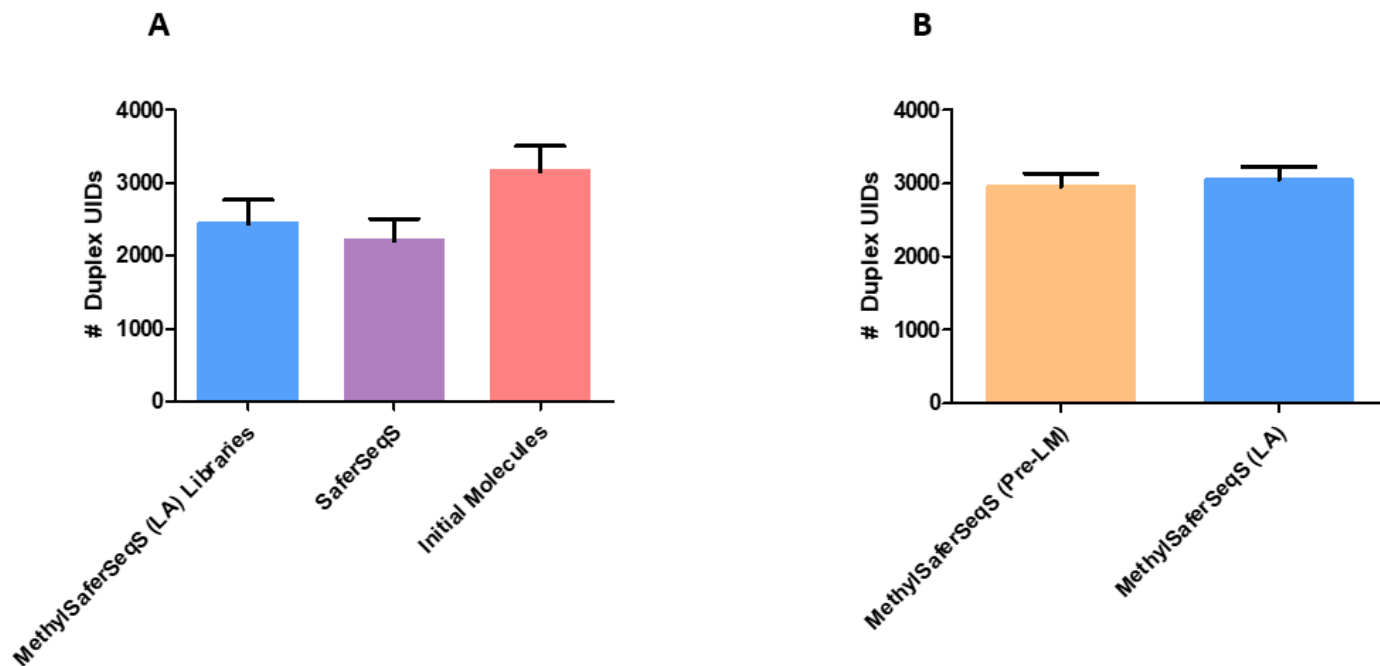 A
4000
3000
2000
1000
0
# Duplex UIDs
MethylSaferSeqS (LA) Libraries
SaferSeqS
Initial Molecules
B
4000
3000
2000
1000
0
# Duplex UIDs
MethylSaferSeqS (Pre-LM)
MethylSaferSeqS (LA)